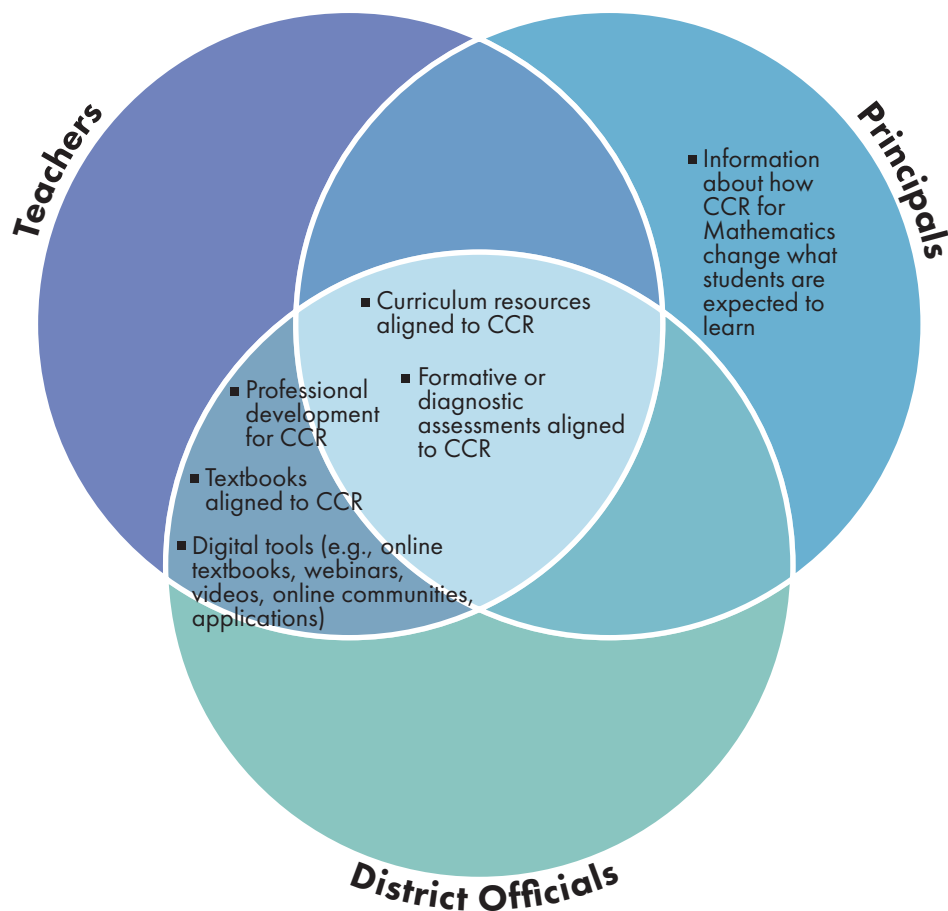 Teachers
Principals
▪ Information
about how
CCR for
Mathematics
change what
students are
expected to
learn
▪ Curriculum resources
aligned to CCR
▪ Formative or
diagnostic
assessments aligned
to CCR
▪ Professional
development
for CCR
▪ Textbooks
aligned to CCR
▪ Digital tools (e.g., online
textbooks, webinars,
videos, online communities,
applications)
District Officials